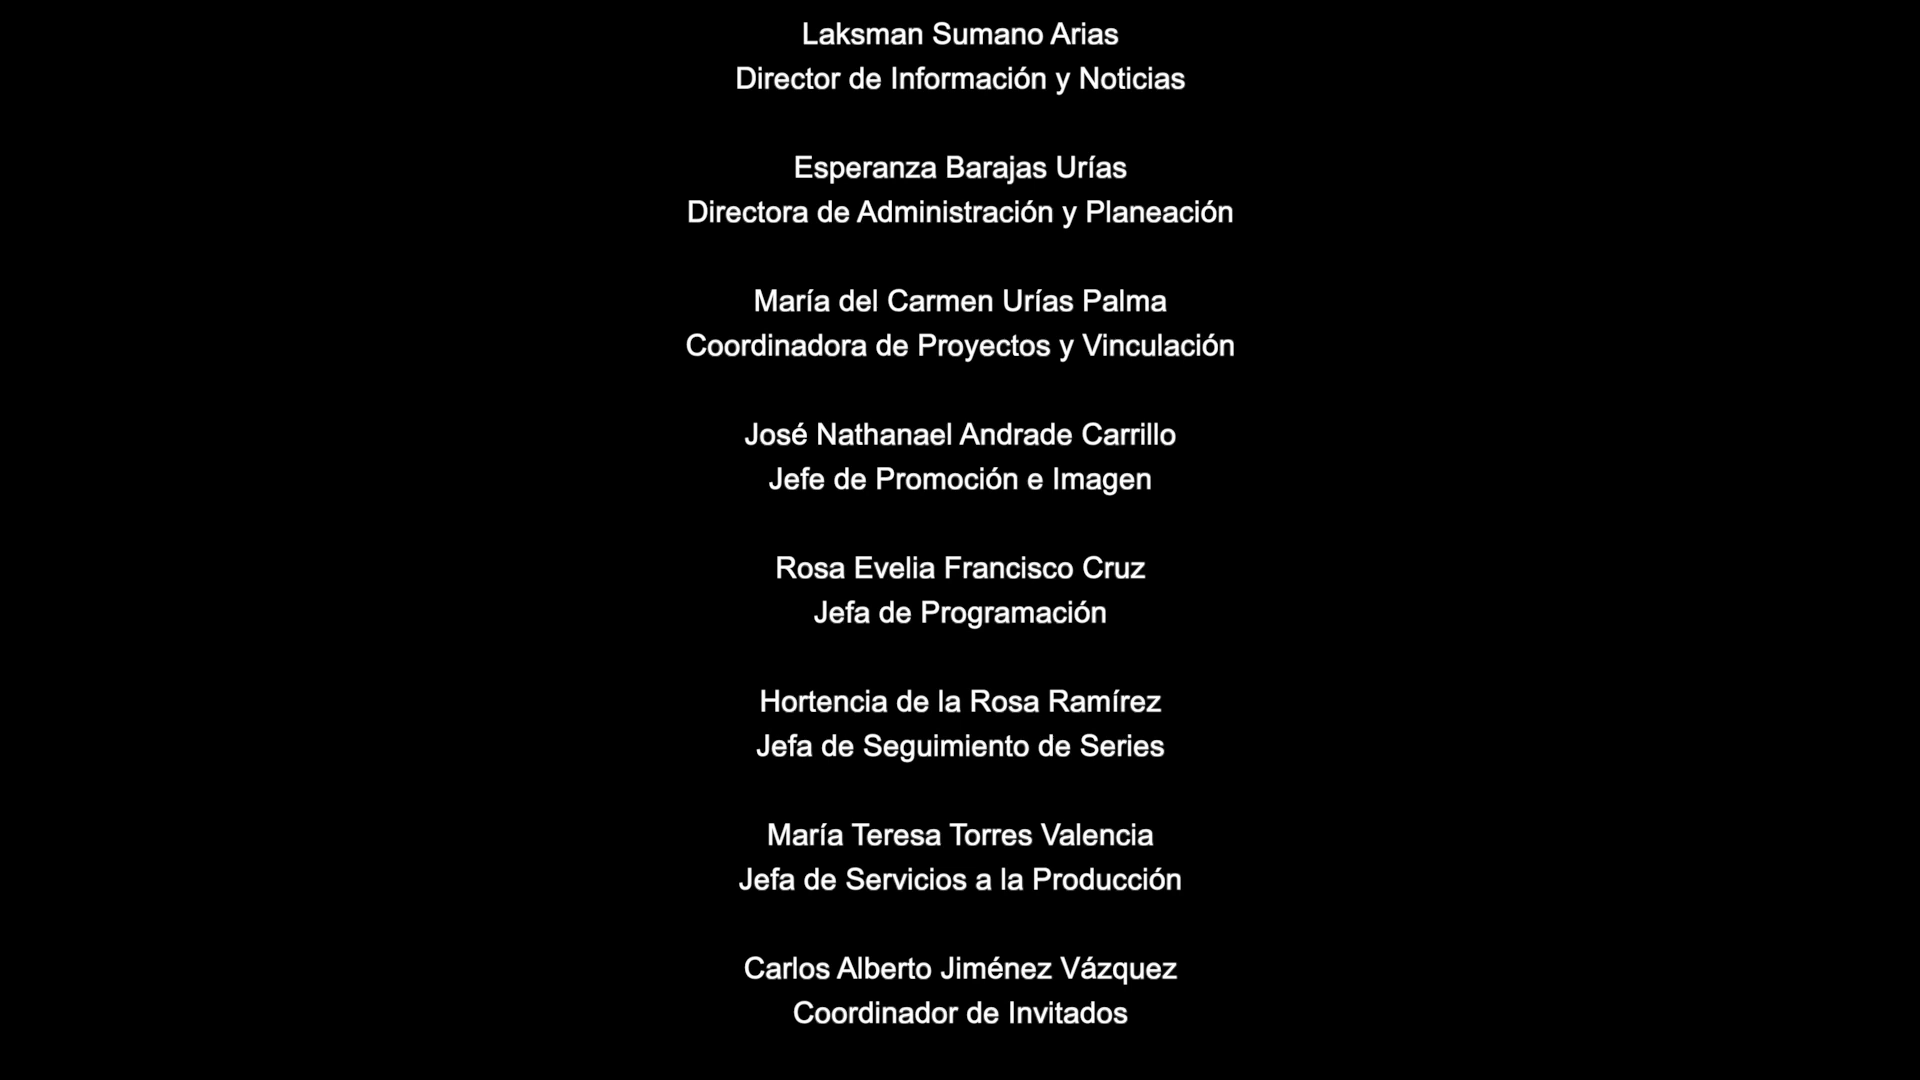 Laksman Sumano Arias
Director de Información y Noticias
Esperanza Barajas Urías
Directora de Administración y Planeación
María del Carmen Urías Palma
Coordinadora de Proyectos y Vinculación
José Nathanael Andrade Carrillo
Jefe de Promoción e Imagen
Rosa Evelia Francisco Cruz
Jefa de Programación
Hortencia de la Rosa Ramírez
Jefa de Seguimiento de Series
María Teresa Torres Valencia
Jefa de Servicios a la Producción
Carlos Alberto Jiménez Vázquez
Coordinador de Invitados